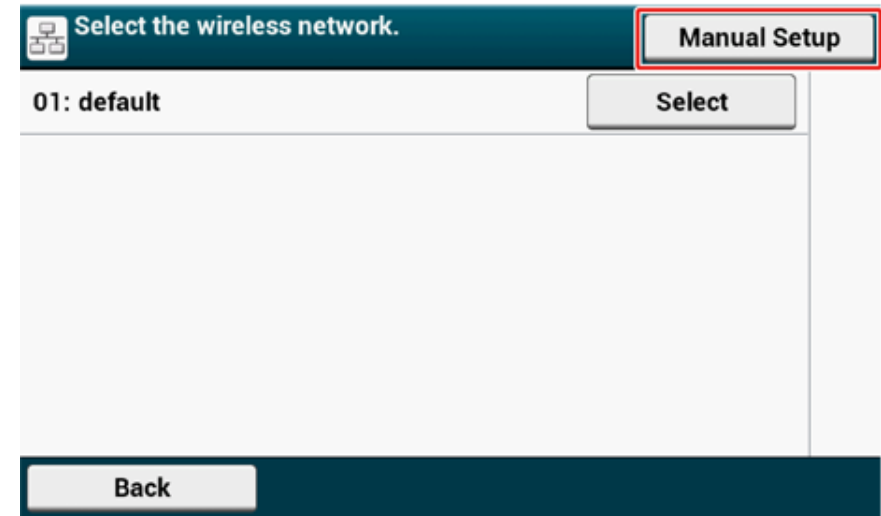 Select the wireless network.
Manual Setup
01: default
Select
Back